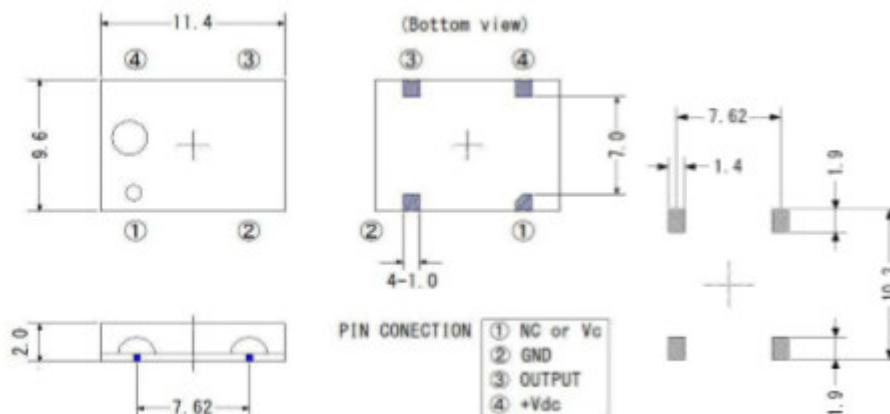 11.4
④ ③
9.6
① ②
2.0
7.62
(Bottom view)
③ ④
7.0
② ①
4-1.0
7.62
1.4
1.9
10.2
1.9
PIN CONECTION
① NC or Vc
② GND
③ OUTPUT
④ +Vdc